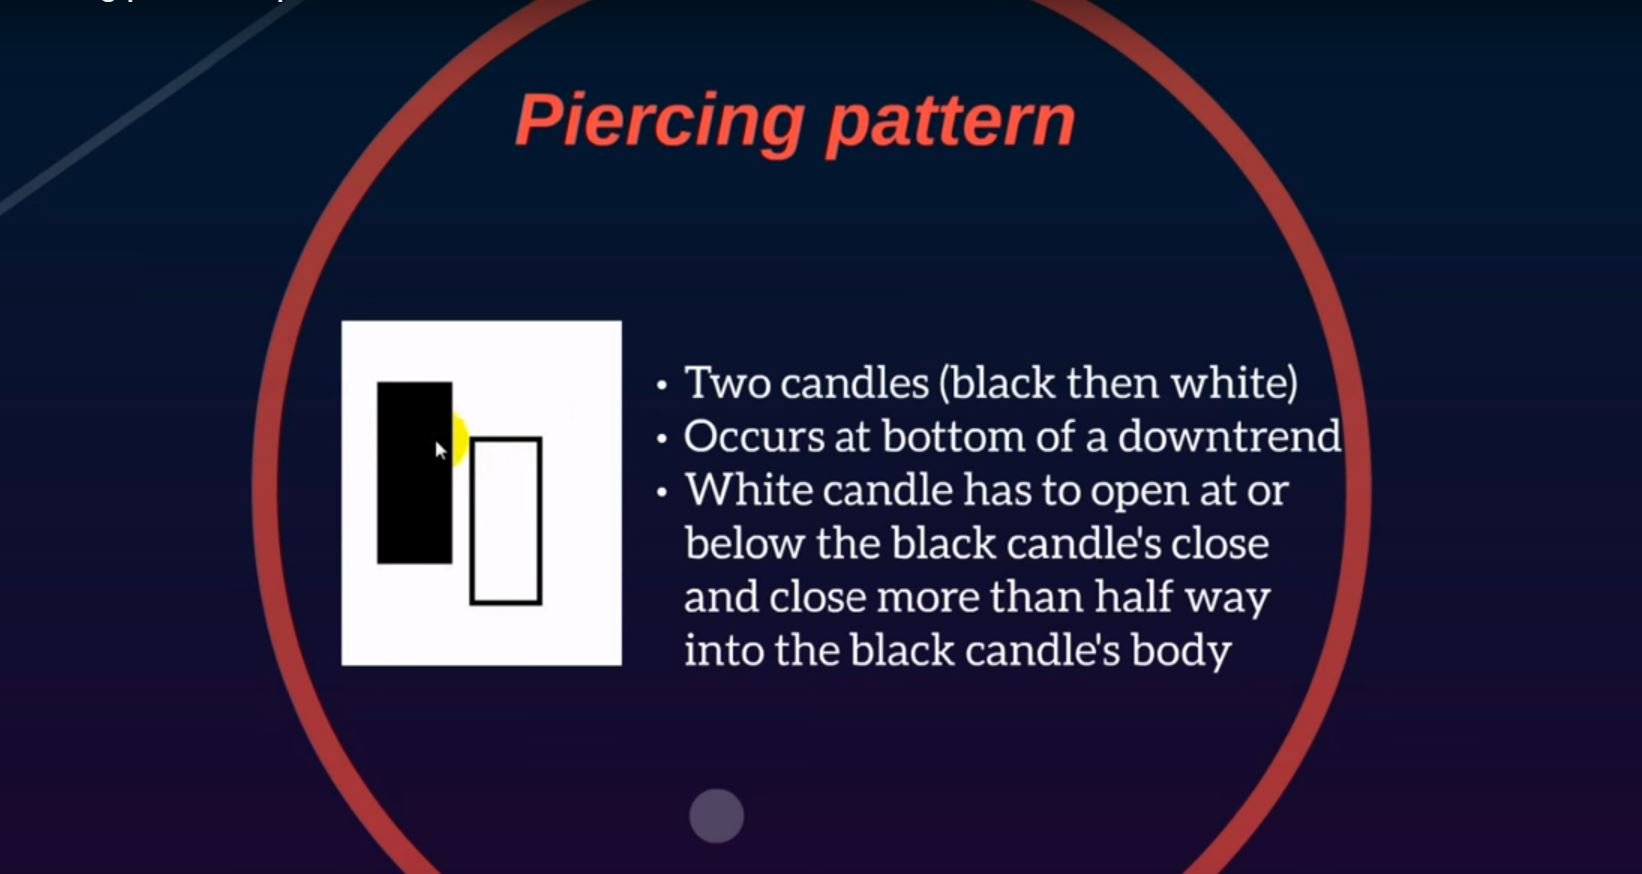 Piercing pattern
• Two candles (black then white)
• Occurs at bottom of a downtrend
• White candle has to open at or
below the black candle's close
and close more than half way
into the black candle's body